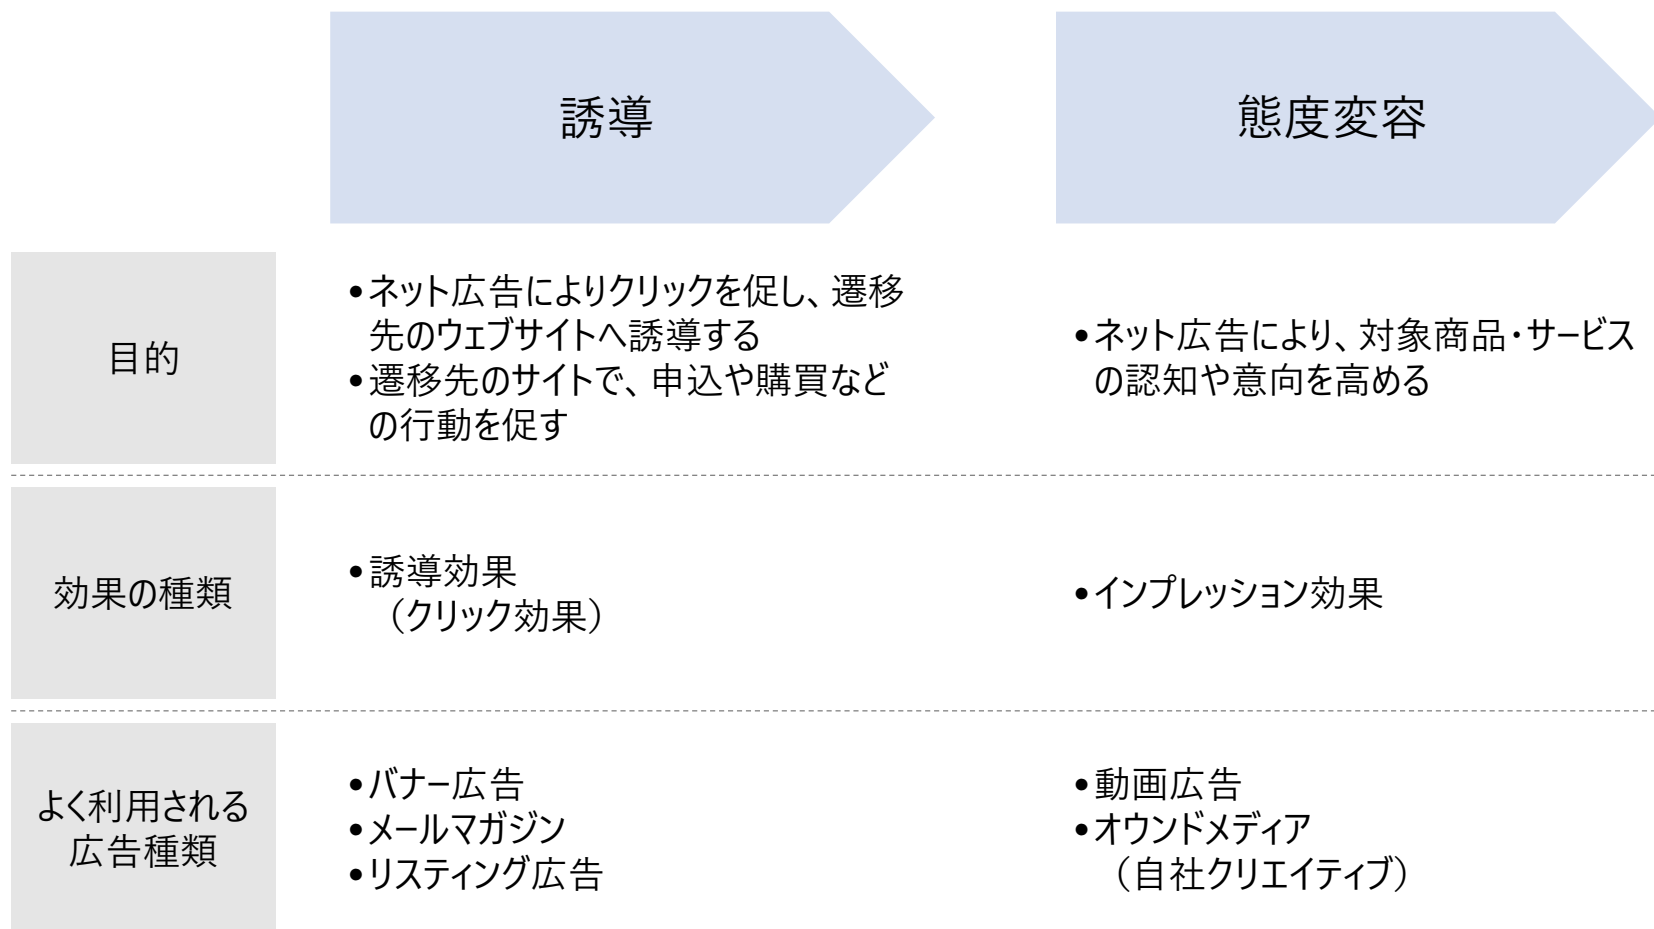 誘導
態度変容
目的
•ネット広告によりクリックを促し、遷移
先のウェブサイトへ誘導する
•遷移先のサイトで、申込や購買など
の行動を促す
•ネット広告により、対象商品・サービス
の認知や意向を高める
効果の種類
•誘導効果
（クリック効果）
•インプレッション効果
よく利用される
広告種類
•バナー広告
•メールマガジン
•リスティング広告
•動画広告
•オウンドメディア
（自社クリエイティブ）